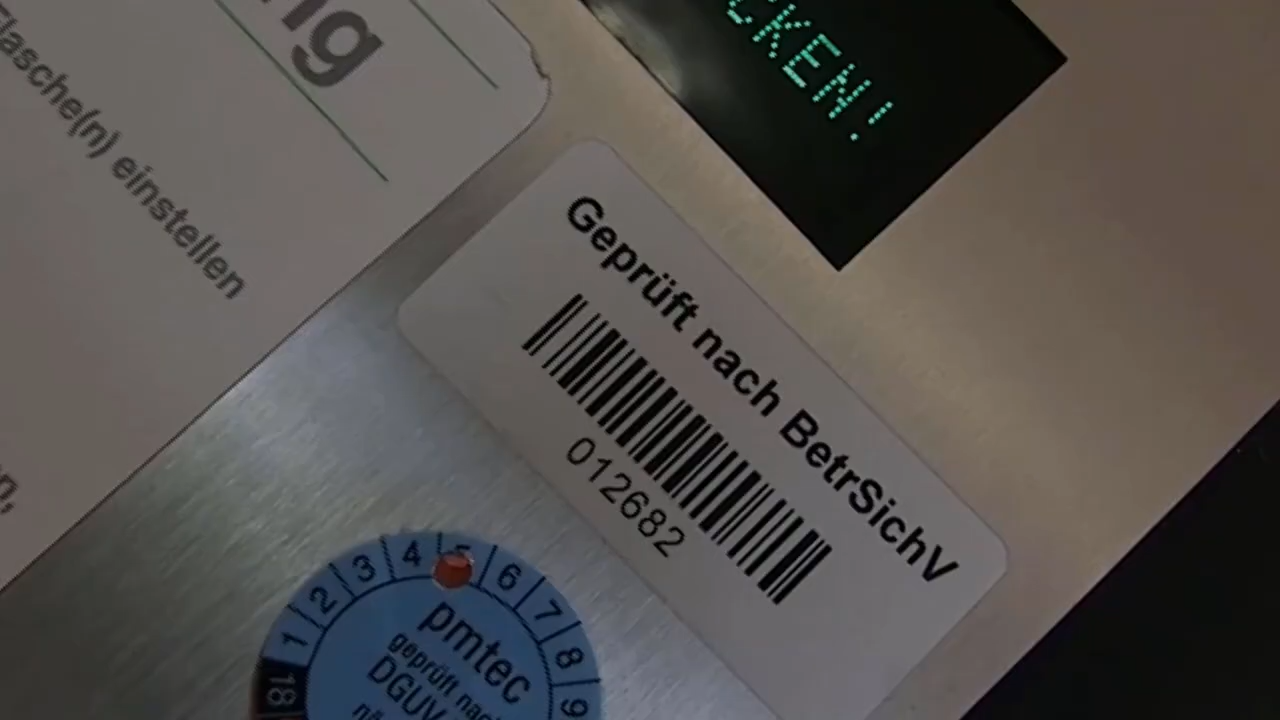 ng
Flasche(n) einstellen
n,
CKEN!
Geprüft nach BetrSichV
012682
1 2 3 4 5 6 7 8 9
18
pmtec
geprüft nach
DGUV